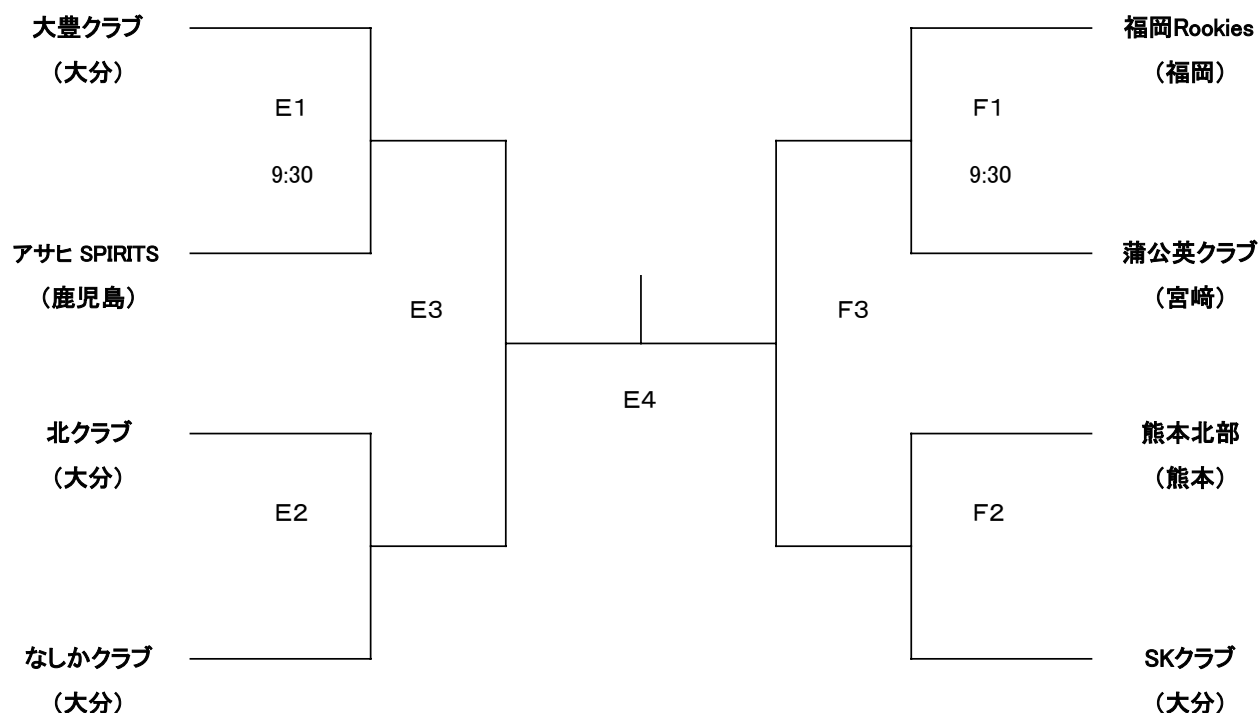 大豊クラブ
（大分）
E1
9:30
アサヒ SPIRITS
（鹿児島）
E3
北クラブ
（大分）
E2
なしかクラブ
（大分）
E4
福岡Rookies
（福岡）
F1
9:30
蒲公英クラブ
（宮﨑）
F3
熊本北部
（熊本）
F2
SKクラブ
（大分）